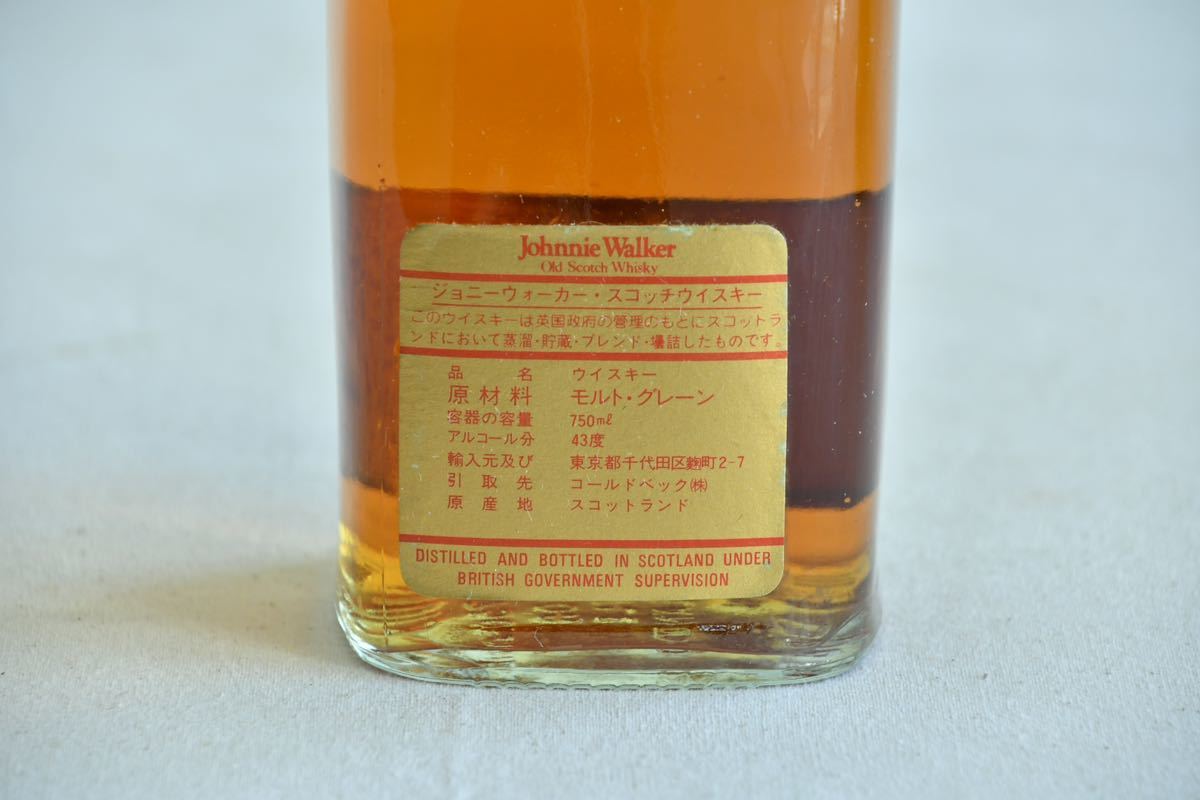 Johnnie Walker
Old Scotch Whisky
ジョニーウォーカー・スコッチウイスキー
このウイスキーは英国政府の管理のもとにスコットラ
ンドにおいて蒸溜・貯蔵・ブレンド・壜詰したものです。
品名 ウイスキー
原材料 モルト・グレーン
容器の容量 750ml
アルコール分 43度
輸入元及び 東京都千代田区麹町2-7
引取先 コールドベック㈱
原産地 スコットランド
DISTILLED AND BOTTLED IN SCOTLAND UNDER
BRITISH GOVERNMENT SUPERVISION